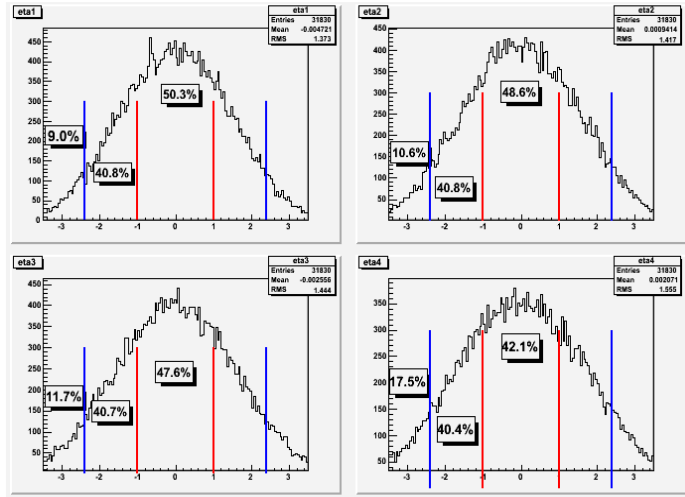 eta1
eta1
Entries 31830
Mean -0.004721
RMS 1.373
450
400
350
300
250
200
150
100
50
0
50.3%
9.0%
40.8%
-3 -2 -1 0 1 2 3
eta2
eta2
Entries 31830
Mean 0.0009414
RMS 1.417
450
400
350
300
250
200
150
100
50
0
48.6%
10.6%
40.8%
-3 -2 -1 0 1 2 3
eta3
eta3
Entries 31830
Mean -0.002556
RMS 1.444
450
400
350
300
250
200
150
100
50
47.6%
11.7%
40.7%
-3 -2 -1 0 1 2 3
eta4
eta4
Entries 31830
Mean 0.002071
RMS 1.555
350
300
250
200
150
100
50
42.1%
17.5%
40.4%
-3 -2 -1 0 1 2 3